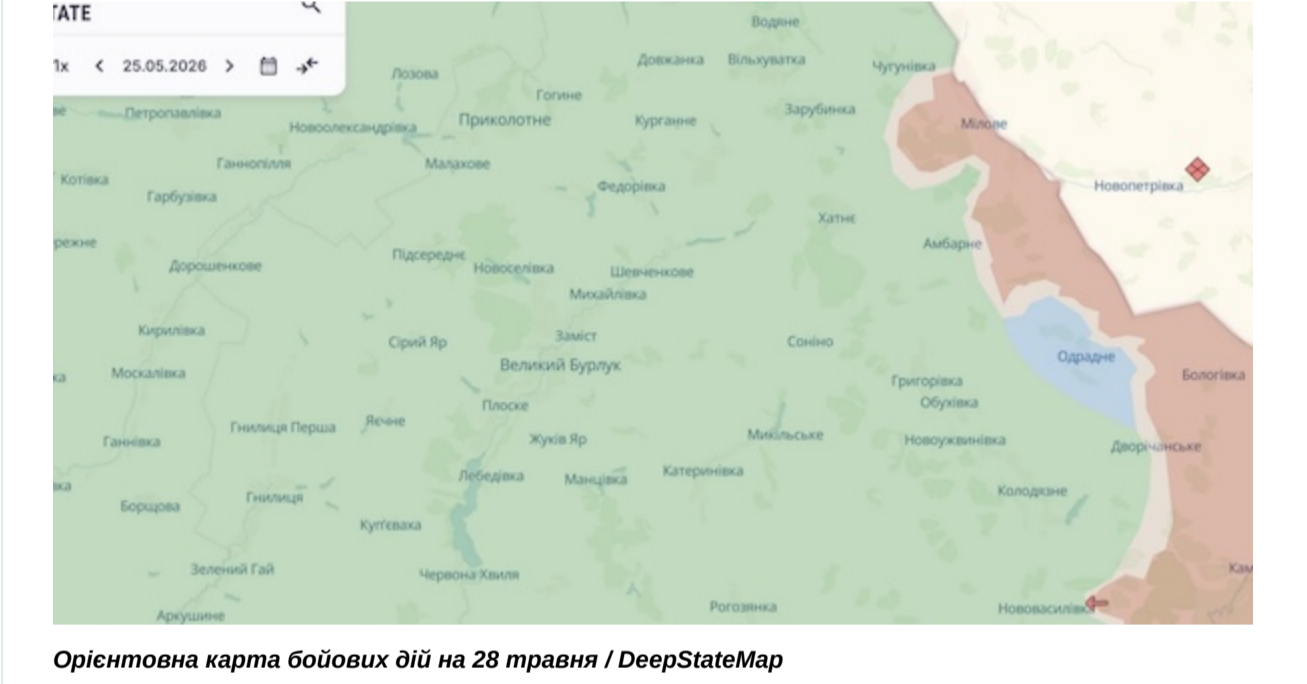 TATE
1x < 25.05.2026 >
Водяне
Довжанка
Вільхуватка
Чугунівка
Лозова
Гогине
Петропавлівка
Новоолександрівка
Приколотне
Курганне
Зарубинка
Мілове
Ганнопілля
Малахове
Котівка
Гарбузівка
Федорівка
Новопетрівка
Хатнє
режне
Амбарне
Дорошенкове
Підсереднє
Новоселівка
Шевченкове
Михайлівка
Кирилівка
Сірий Яр
Заміст
Соніно
Одрадне
Москалівка
Великий Бурлук
Григорівка
Бологівка
Обухівка
Плоске
Гнилиця Перша
Яєчне
Ганнівка
Жуків Яр
Микільське
Новоужвинівка
Дворічанське
Лебедівка
Манцівка
Катеринівка
Колодязне
Гнилиця
Борщова
Куп'єваха
Зелений Гай
Червона Хвиля
Кам
Аркушине
Рогозянка
Нововасилівка
Орієнтовна карта бойових дій на 28 травня / DeepStateMap